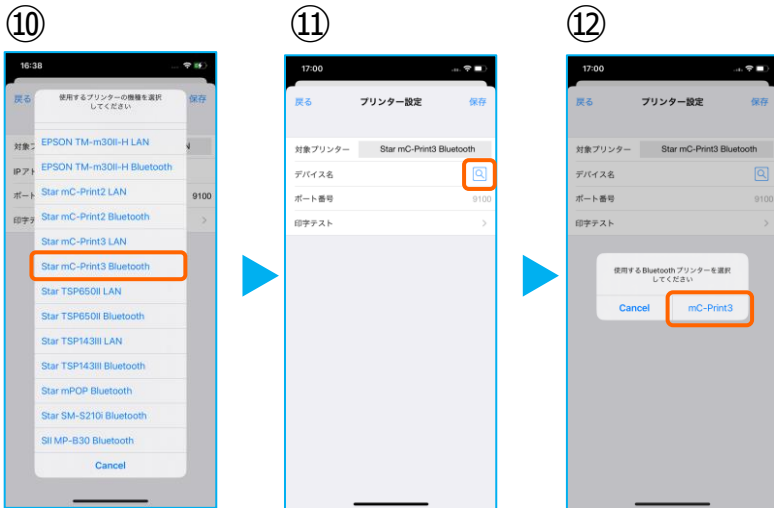 ⑩
16:38
戻る
使用するプリンターの機種を選択
してください
保存
EPSON TM-m30II-H LAN
EPSON TM-m30II-H Bluetooth
Star mC-Print2 LAN
Star mC-Print2 Bluetooth
Star mC-Print3 LAN
Star mC-Print3 Bluetooth
Star TSP650II LAN
Star TSP650II Bluetooth
Star TSP143III LAN
Star TSP143III Bluetooth
Star mPOP Bluetooth
Star SM-S210i Bluetooth
SII MP-B30 Bluetooth
Cancel
9100
⑪
17:00
戻る プリンター設定 保存
対象プリンター Star mC-Print3 Bluetooth
デバイス名
ポート番号 9100
印字テスト
⑫
17:00
戻る プリンター設定 保存
対象プリンター Star mC-Print3 Bluetooth
デバイス名
ポート番号 9100
印字テスト
使用するBluetoothプリンターを選択
してください
Cancel mC-Print3